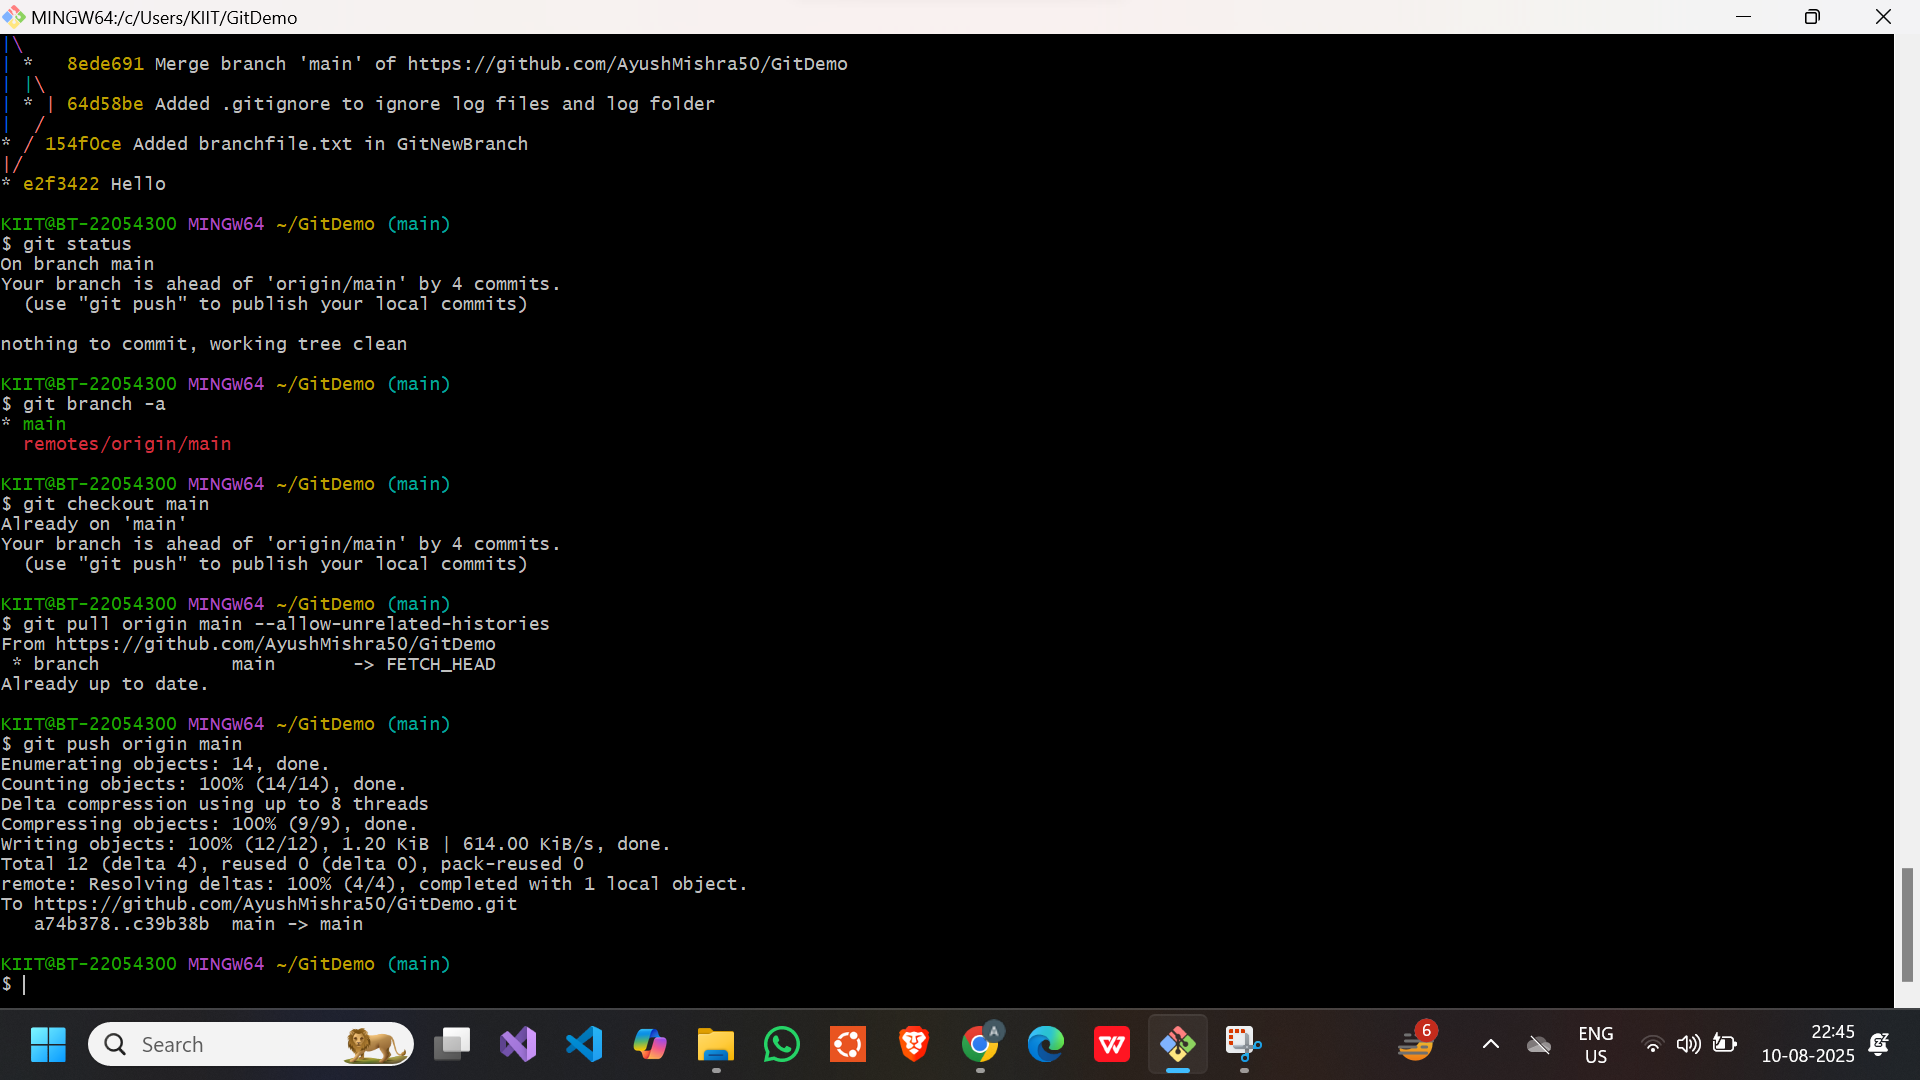 MINGW64:/c/Users/KIIT/GitDemo
|\
| *   8ede691 Merge branch 'main' of https://github.com/AyushMishra50/GitDemo
| |\
| * | 64d58be Added .gitignore to ignore log files and log folder
|  /
* / 154f0ce Added branchfile.txt in GitNewBranch
|/
* e2f3422 Hello
KIIT@BT-22054300 MINGW64 ~/GitDemo (main)
$ git status
On branch main
Your branch is ahead of 'origin/main' by 4 commits.
  (use "git push" to publish your local commits)
nothing to commit, working tree clean
KIIT@BT-22054300 MINGW64 ~/GitDemo (main)
$ git branch -a
* main
  remotes/origin/main
KIIT@BT-22054300 MINGW64 ~/GitDemo (main)
$ git checkout main
Already on 'main'
Your branch is ahead of 'origin/main' by 4 commits.
  (use "git push" to publish your local commits)
KIIT@BT-22054300 MINGW64 ~/GitDemo (main)
$ git pull origin main --allow-unrelated-histories
From https://github.com/AyushMishra50/GitDemo
 * branch            main       -> FETCH_HEAD
Already up to date.
KIIT@BT-22054300 MINGW64 ~/GitDemo (main)
$ git push origin main
Enumerating objects: 14, done.
Counting objects: 100% (14/14), done.
Delta compression using up to 8 threads
Compressing objects: 100% (9/9), done.
Writing objects: 100% (12/12), 1.20 KiB | 614.00 KiB/s, done.
Total 12 (delta 4), reused 0 (delta 0), pack-reused 0
remote: Resolving deltas: 100% (4/4), completed with 1 local object.
To https://github.com/AyushMishra50/GitDemo.git
   a74b378..c39b38b  main -> main
KIIT@BT-22054300 MINGW64 ~/GitDemo (main)
$
Search
A
W
6
ENG
US
22:45
10-08-2025